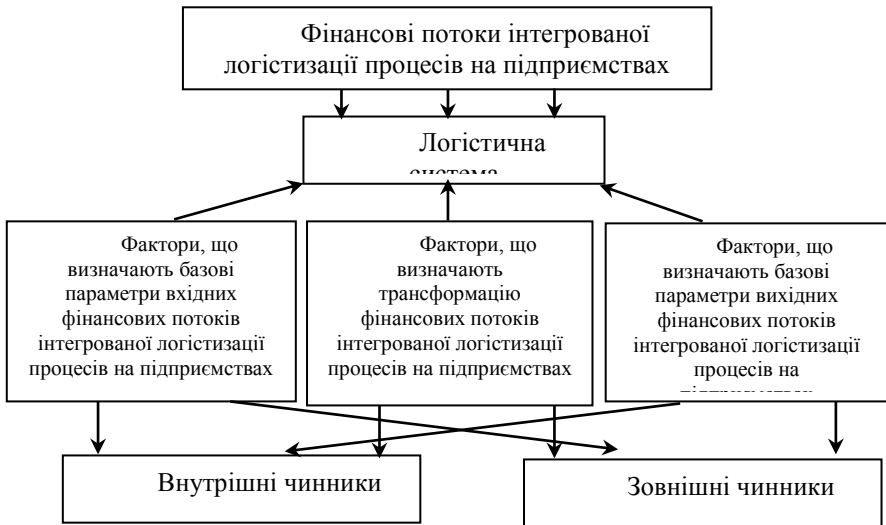 Фінансові потоки інтегрованої
логістизації процесів на підприємствах
Логістична
система
Фактори, що
визначають базові
параметри вхідних
фінансових потоків
інтегрованої логістизації
процесів на підприємствах
Фактори, що
визначають
трансформацію
фінансових потоків
інтегрованої логістизації
процесів на підприємствах
Фактори, що
визначають базові
параметри вихідних
фінансових потоків
інтегрованої логістизації
процесів на
підприємствах
Внутрішні чинники
Зовнішні чинники